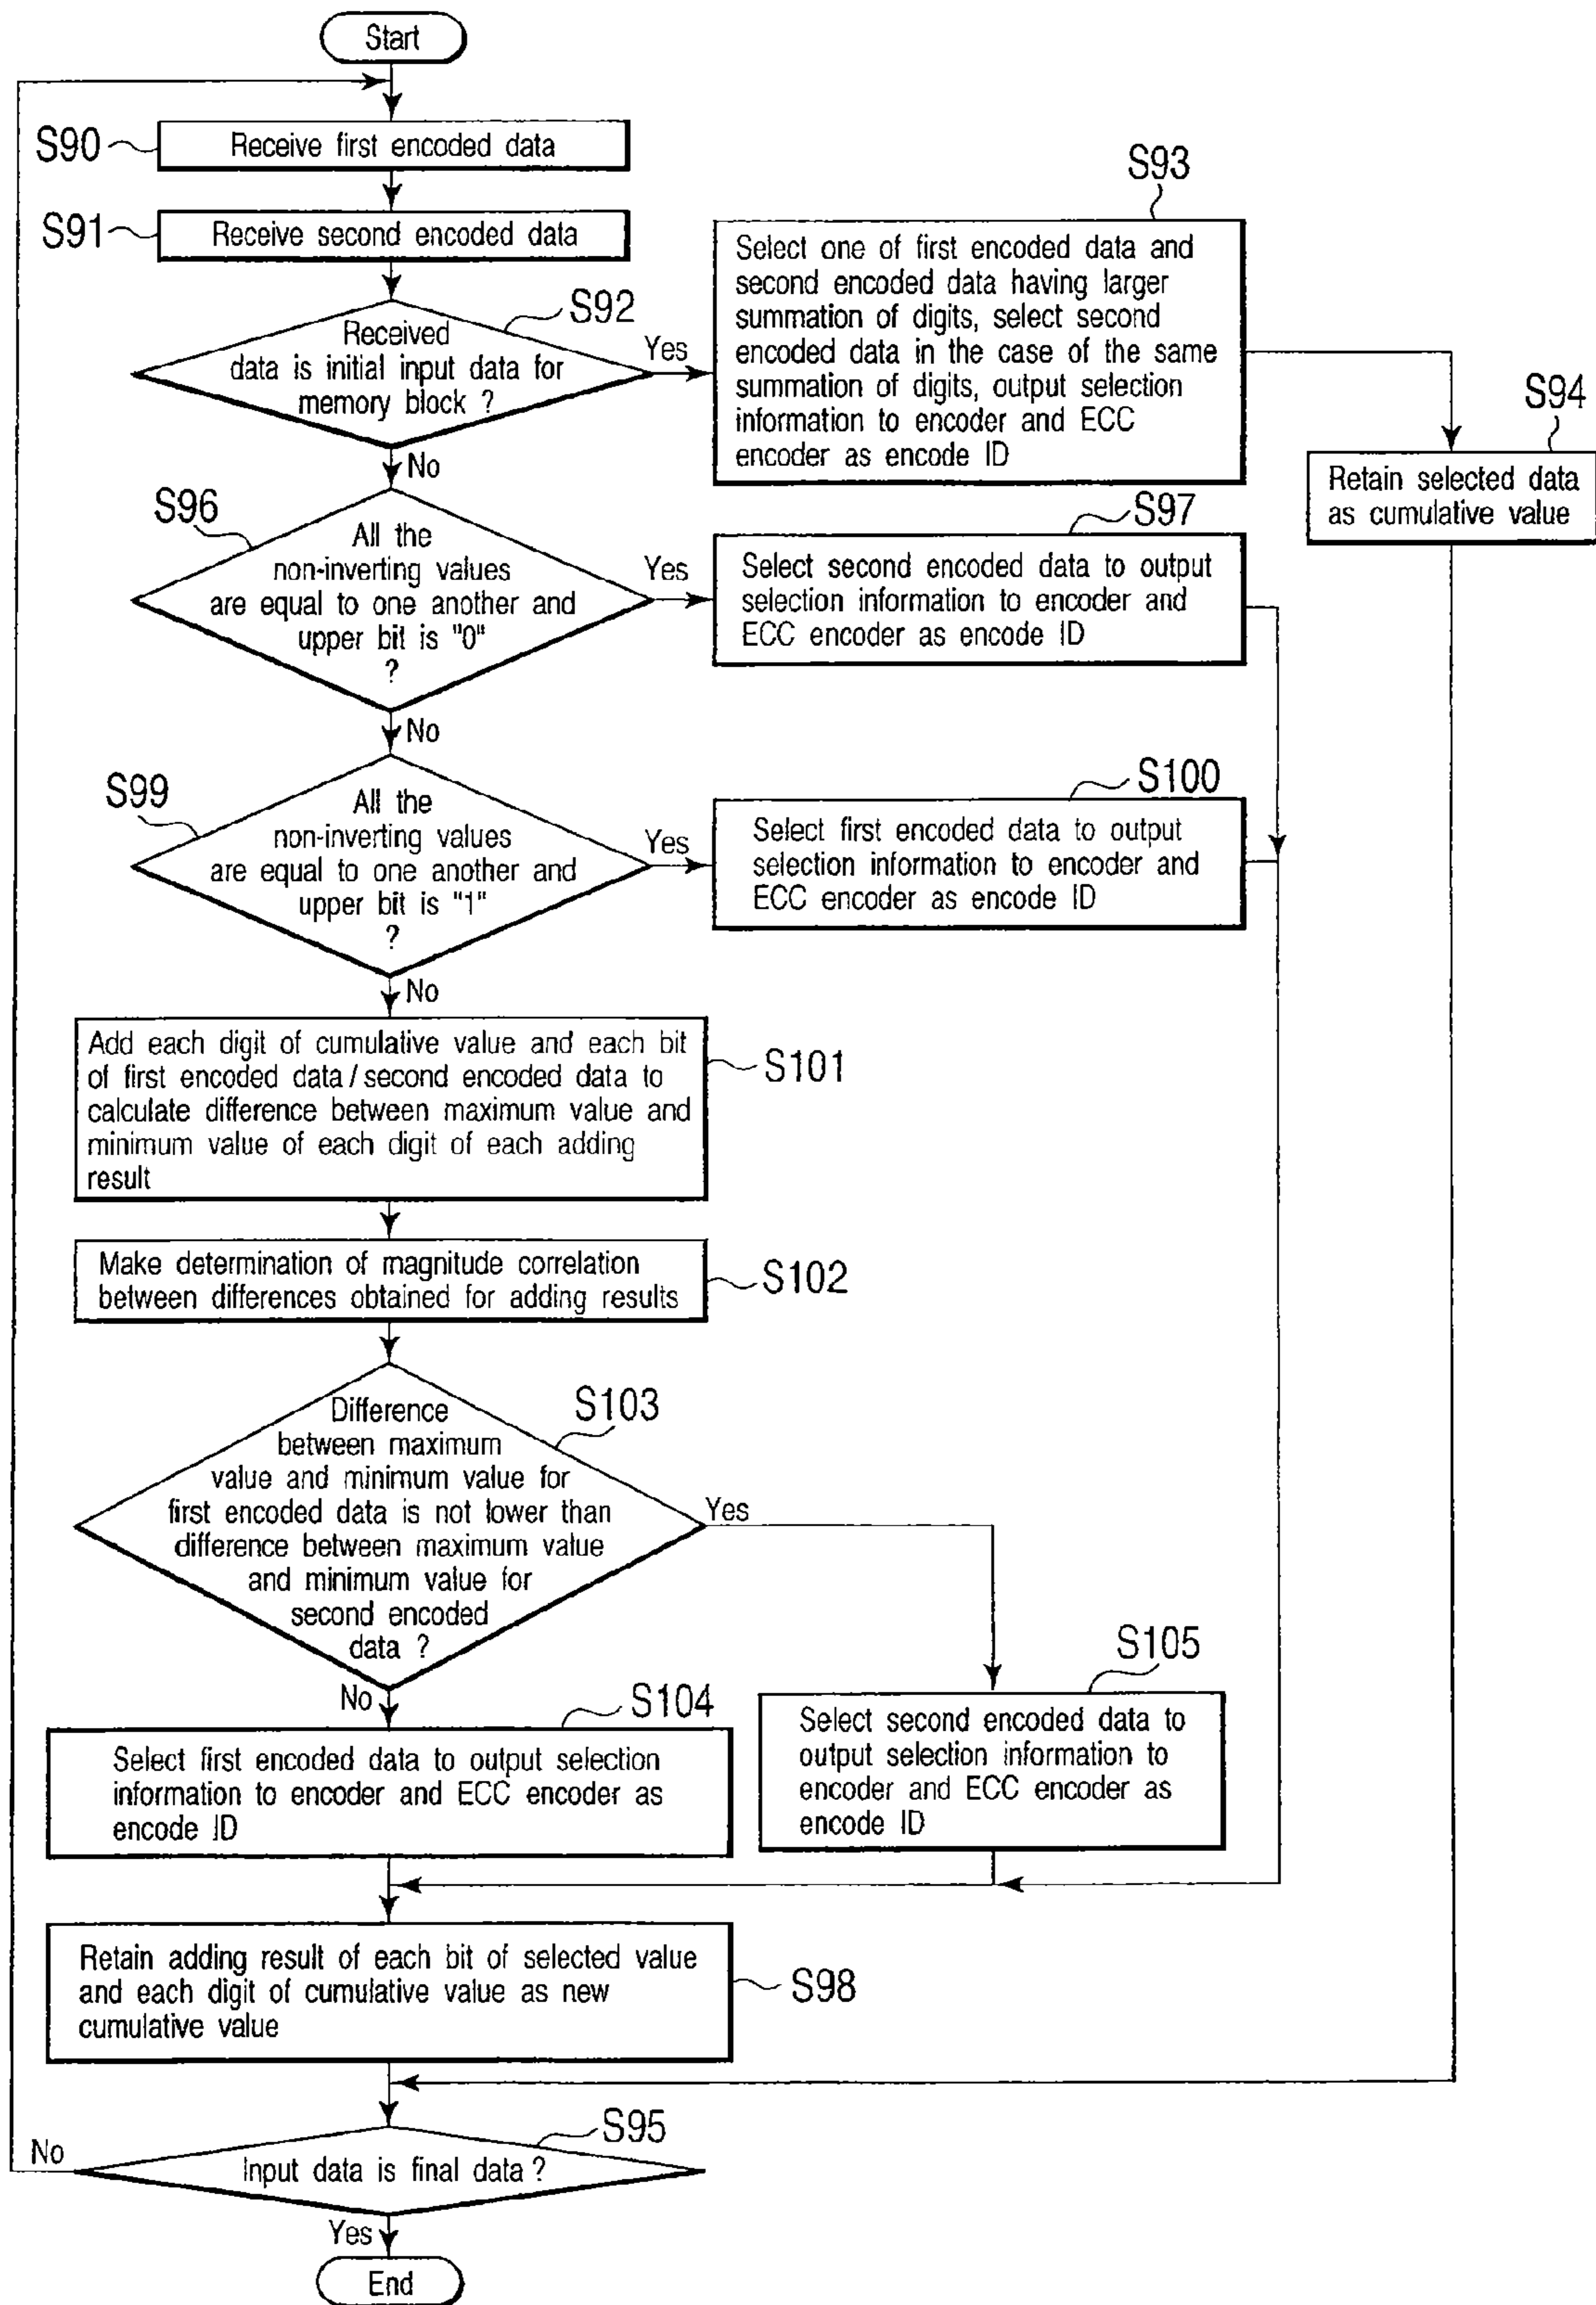 Start
S90
Receive first encoded data
S91
Receive second encoded data
S92
Received
data is initial input data for
memory block ?
Yes
No
S93
Select one of first encoded data and
second encoded data having larger
summation of digits, select second
encoded data in the case of the same
summation of digits, output selection
information to encoder and ECC
encoder as encode ID
S94
Retain selected data
as cumulative value
S96
All the
non-inverting values
are equal to one another and
upper bit is "0"
?
Yes
No
S97
Select second encoded data to output
selection information to encoder and
ECC encoder as encode ID
S99
All the
non-inverting values
are equal to one another and
upper bit is "1"
?
Yes
No
S100
Select first encoded data to output
selection information to encoder and
ECC encoder as encode ID
Add each digit of cumulative value and each bit
of first encoded data / second encoded data to
calculate difference between maximum value and
minimum value of each digit of each adding
result
S101
Make determination of magnitude correlation
between differences obtained for adding results
S102
S103
Difference
between maximum
value and minimum value for
first encoded data is not lower than
difference between maximum value
and minimum value for
second encoded
data ?
Yes
No
S104
Select first encoded data to output selection
information to encoder and ECC encoder as
encode ID
S105
Select second encoded data to
output selection information to
encoder and ECC encoder as
encode ID
Retain adding result of each bit of selected value
and each digit of cumulative value as new
cumulative value
S98
S95
No
Input data is final data ?
Yes
End